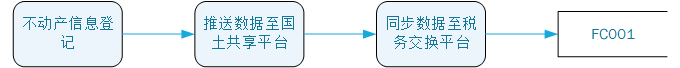 不动产信息登
记
推送数据至国
土共享平台
同步数据至税
务交换平台
FC001